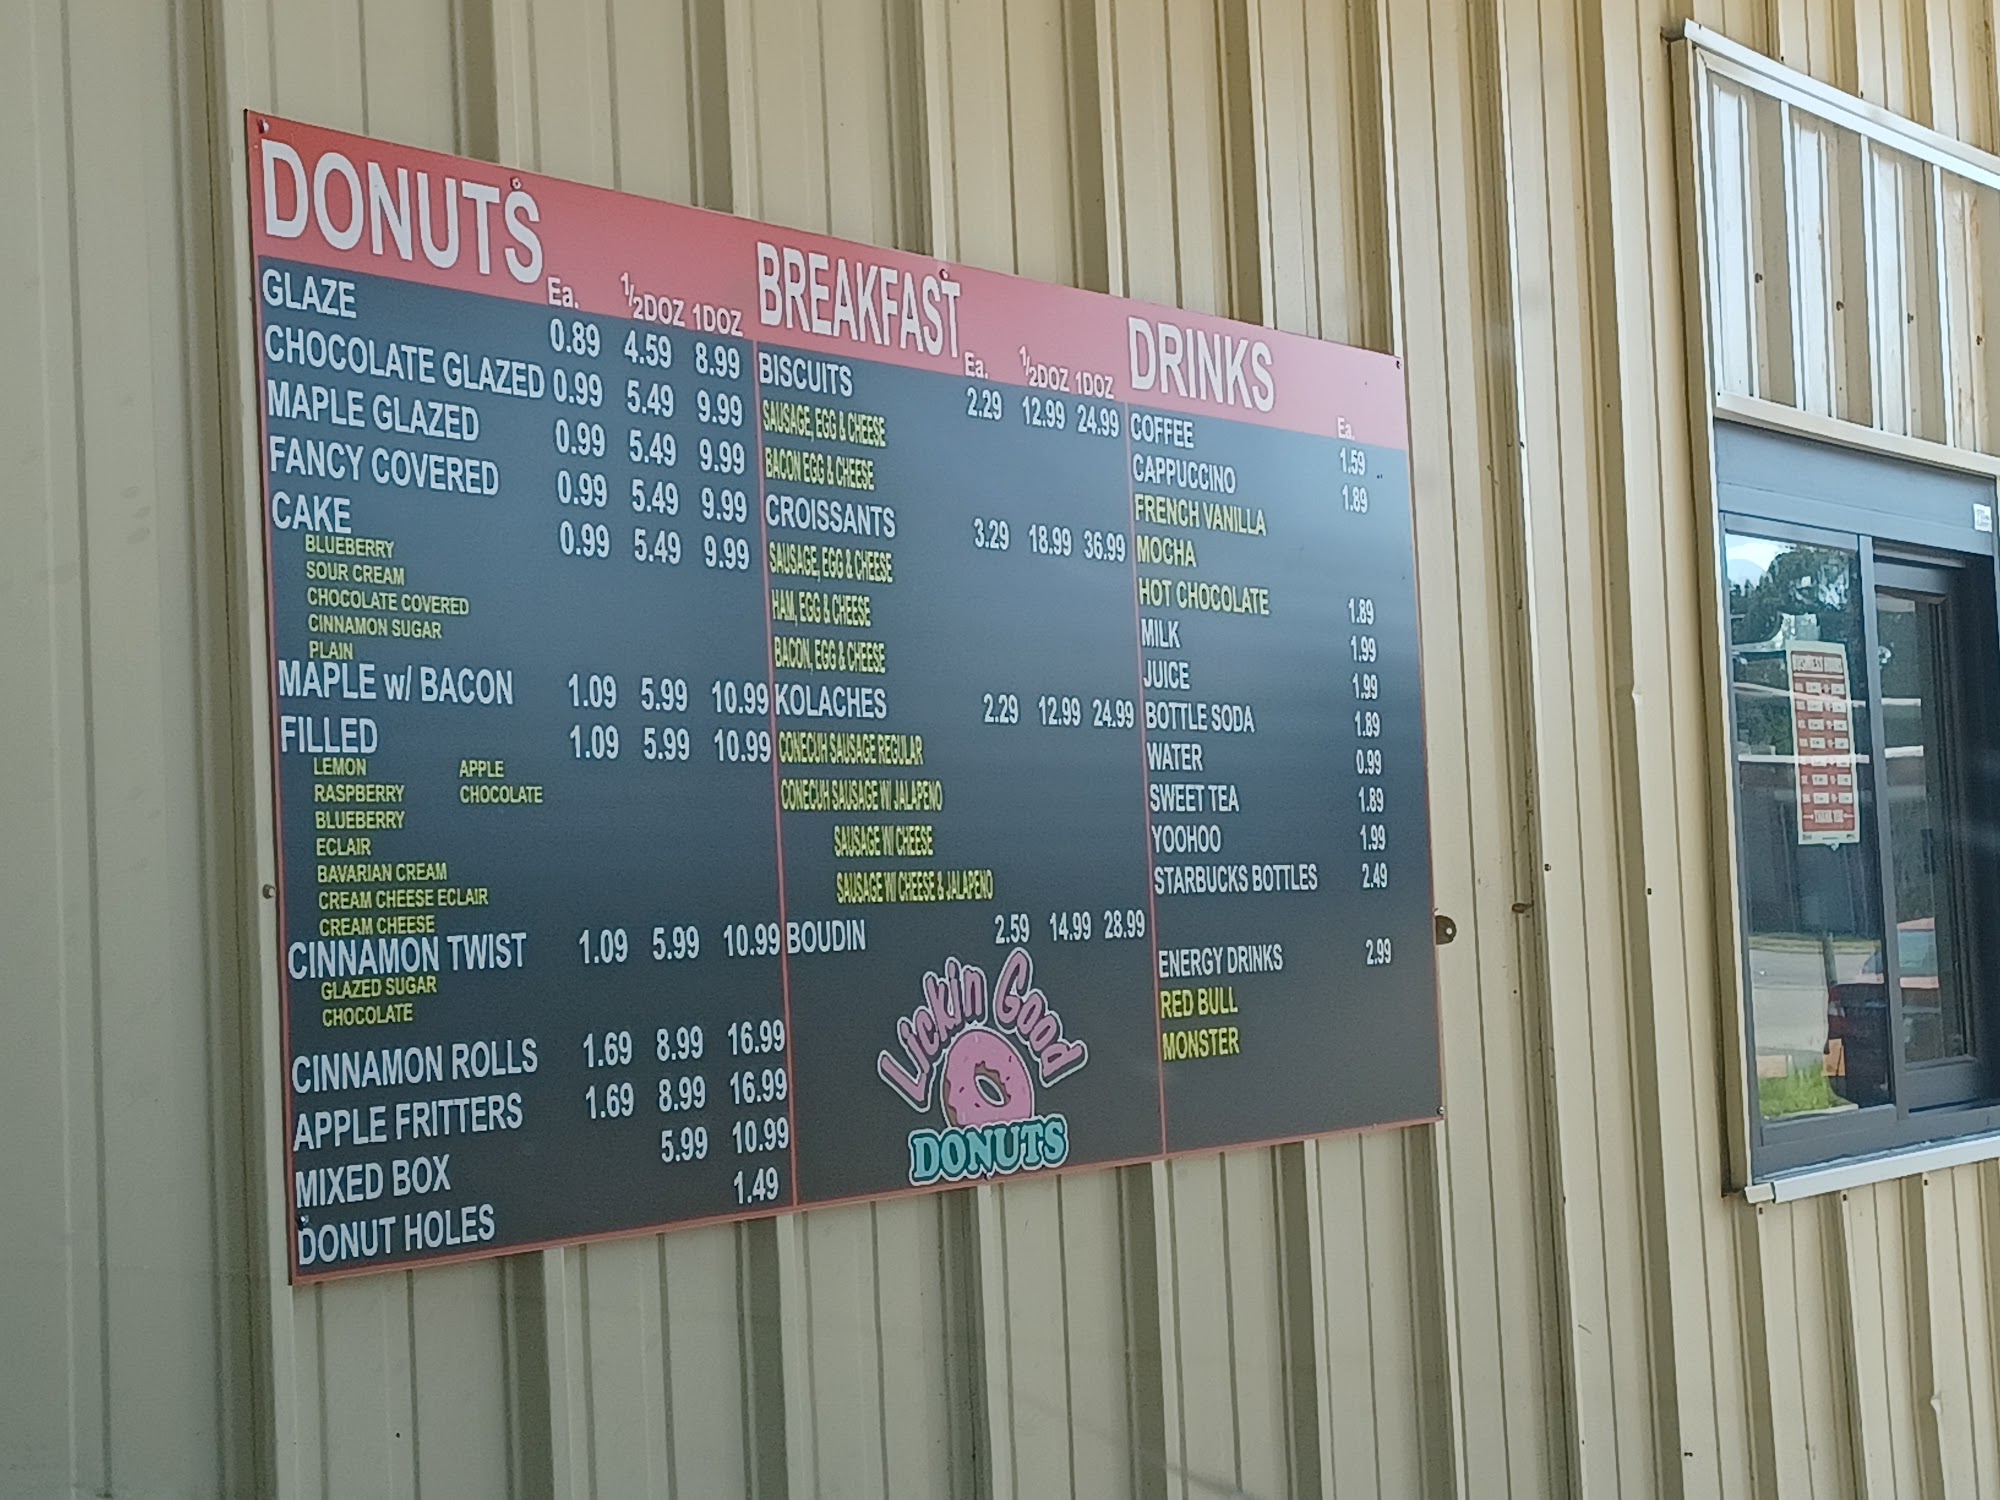 DONUTS
Ea. 1/2DOZ 1DOZ
GLAZE 0.89 4.59 8.99
CHOCOLATE GLAZED 0.99 5.49 9.99
MAPLE GLAZED 0.99 5.49 9.99
FANCY COVERED 0.99 5.49 9.99
CAKE 0.99 5.49 9.99
BLUEBERRY
SOUR CREAM
CHOCOLATE COVERED
CINNAMON SUGAR
PLAIN
MAPLE w/ BACON 1.09 5.99 10.99
FILLED 1.09 5.99 10.99
LEMON APPLE
RASPBERRY CHOCOLATE
BLUEBERRY
ECLAIR
BAVARIAN CREAM
CREAM CHEESE ECLAIR
CREAM CHEESE
CINNAMON TWIST 1.09 5.99 10.99
GLAZED SUGAR
CHOCOLATE
CINNAMON ROLLS 1.69 8.99 16.99
APPLE FRITTERS 1.69 8.99 16.99
MIXED BOX 5.99 10.99
DONUT HOLES 1.49
BREAKFAST
Ea. 1/2DOZ 1DOZ
BISCUITS 2.29 12.99 24.99
SAUSAGE, EGG & CHEESE
BACON EGG & CHEESE
CROISSANTS 3.29 18.99 36.99
SAUSAGE, EGG & CHEESE
HAM, EGG & CHEESE
BACON, EGG & CHEESE
KOLACHES 2.29 12.99 24.99
CONECUH SAUSAGE REGULAR
CONECUH SAUSAGE W/ JALAPENO
SAUSAGE W/ CHEESE
SAUSAGE W/ CHEESE & JALAPENO
BOUDIN 2.59 14.99 28.99
Lickin Good
DONUTS
DRINKS
Ea.
COFFEE 1.59
CAPPUCCINO 1.89
FRENCH VANILLA
MOCHA
HOT CHOCOLATE 1.89
MILK 1.99
JUICE 1.99
BOTTLE SODA 1.89
WATER 0.99
SWEET TEA 1.89
YOOHOO 1.99
STARBUCKS BOTTLES 2.49
ENERGY DRINKS 2.99
RED BULL
MONSTER
BUSINESS HOURS